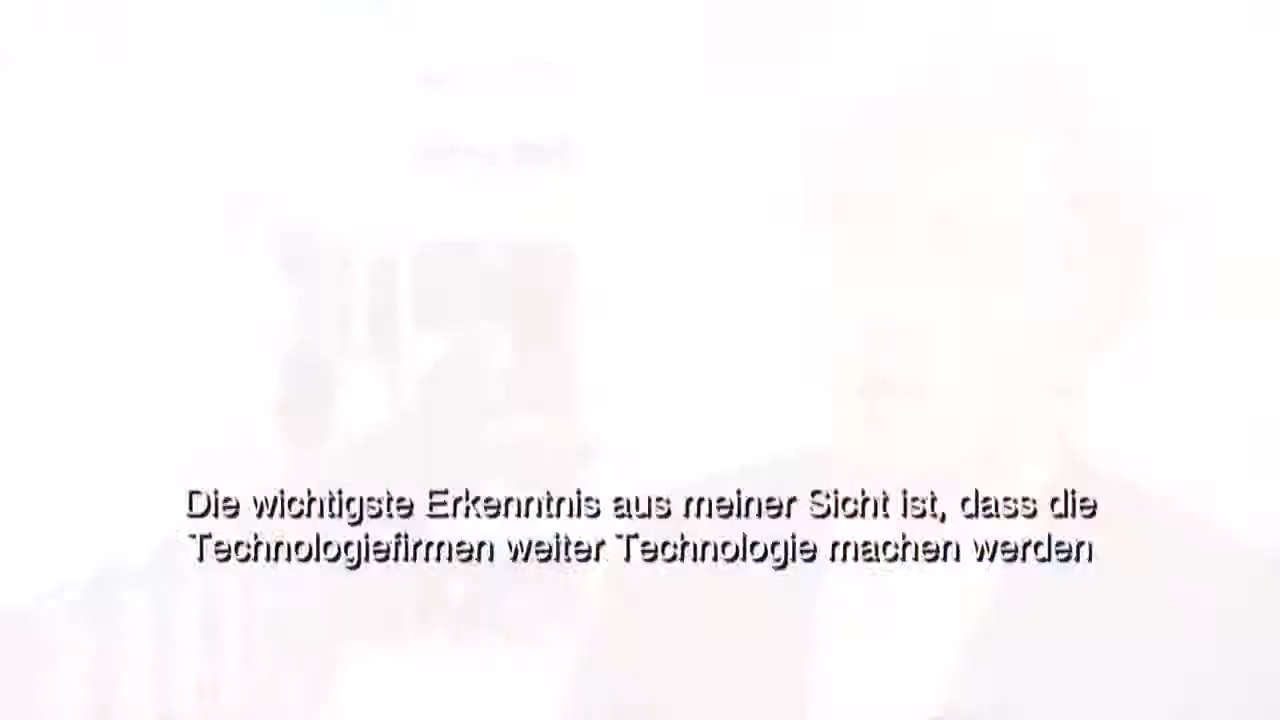 Die wichtigste Erkenntnis aus meiner Sicht ist, dass die
Technologiefirmen weiter Technologie machen werden